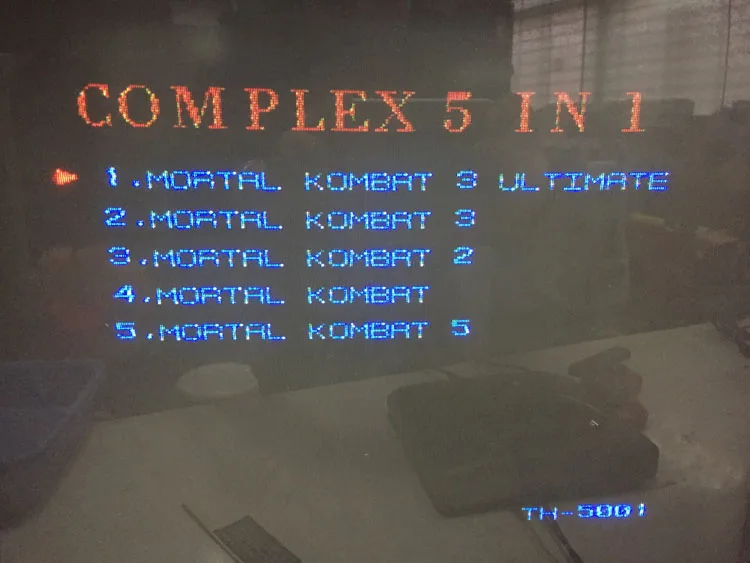 COMPLEX 5 IN 1
1.MORTAL KOMBAT 3 ULTIMATE
2.MORTAL KOMBAT 3
3.MORTAL KOMBAT 2
4.MORTAL KOMBAT
5.MORTAL KOMBAT 5
TH-5001